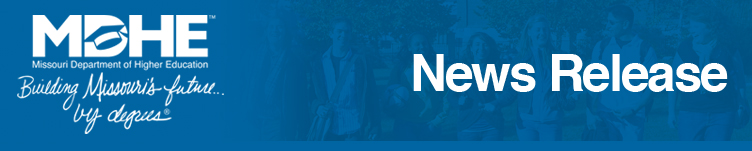 MDHE™
Missouri Department of Higher Education
Building Missouri's future...
by degrees®
News Release